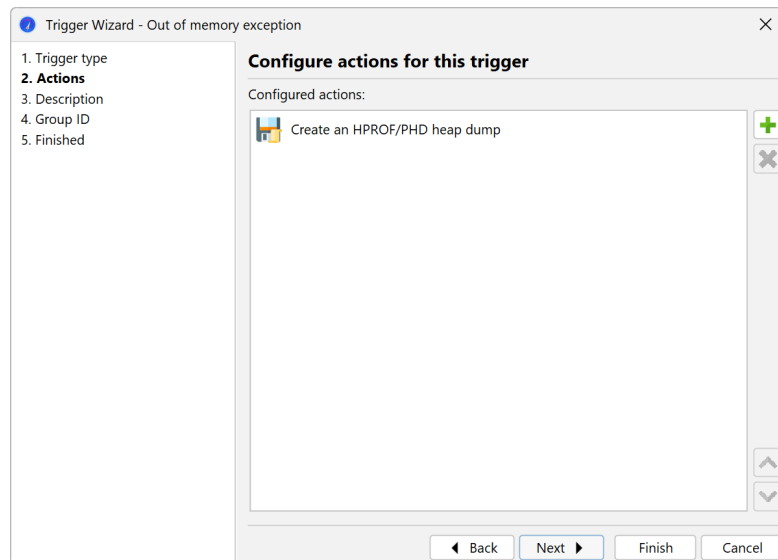 Trigger Wizard - Out of memory exception
1. Trigger type
2. Actions
3. Description
4. Group ID
5. Finished
Configure actions for this trigger
Configured actions:
Create an HPROF/PHD heap dump
Back
Next
Finish
Cancel